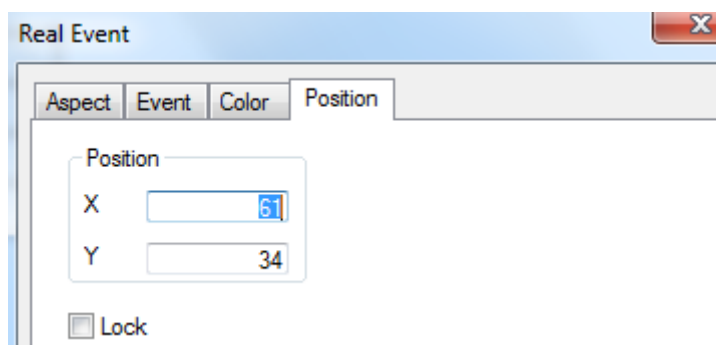 Real Event
Aspect Event Color Position
Position
X 61
Y 34
Lock